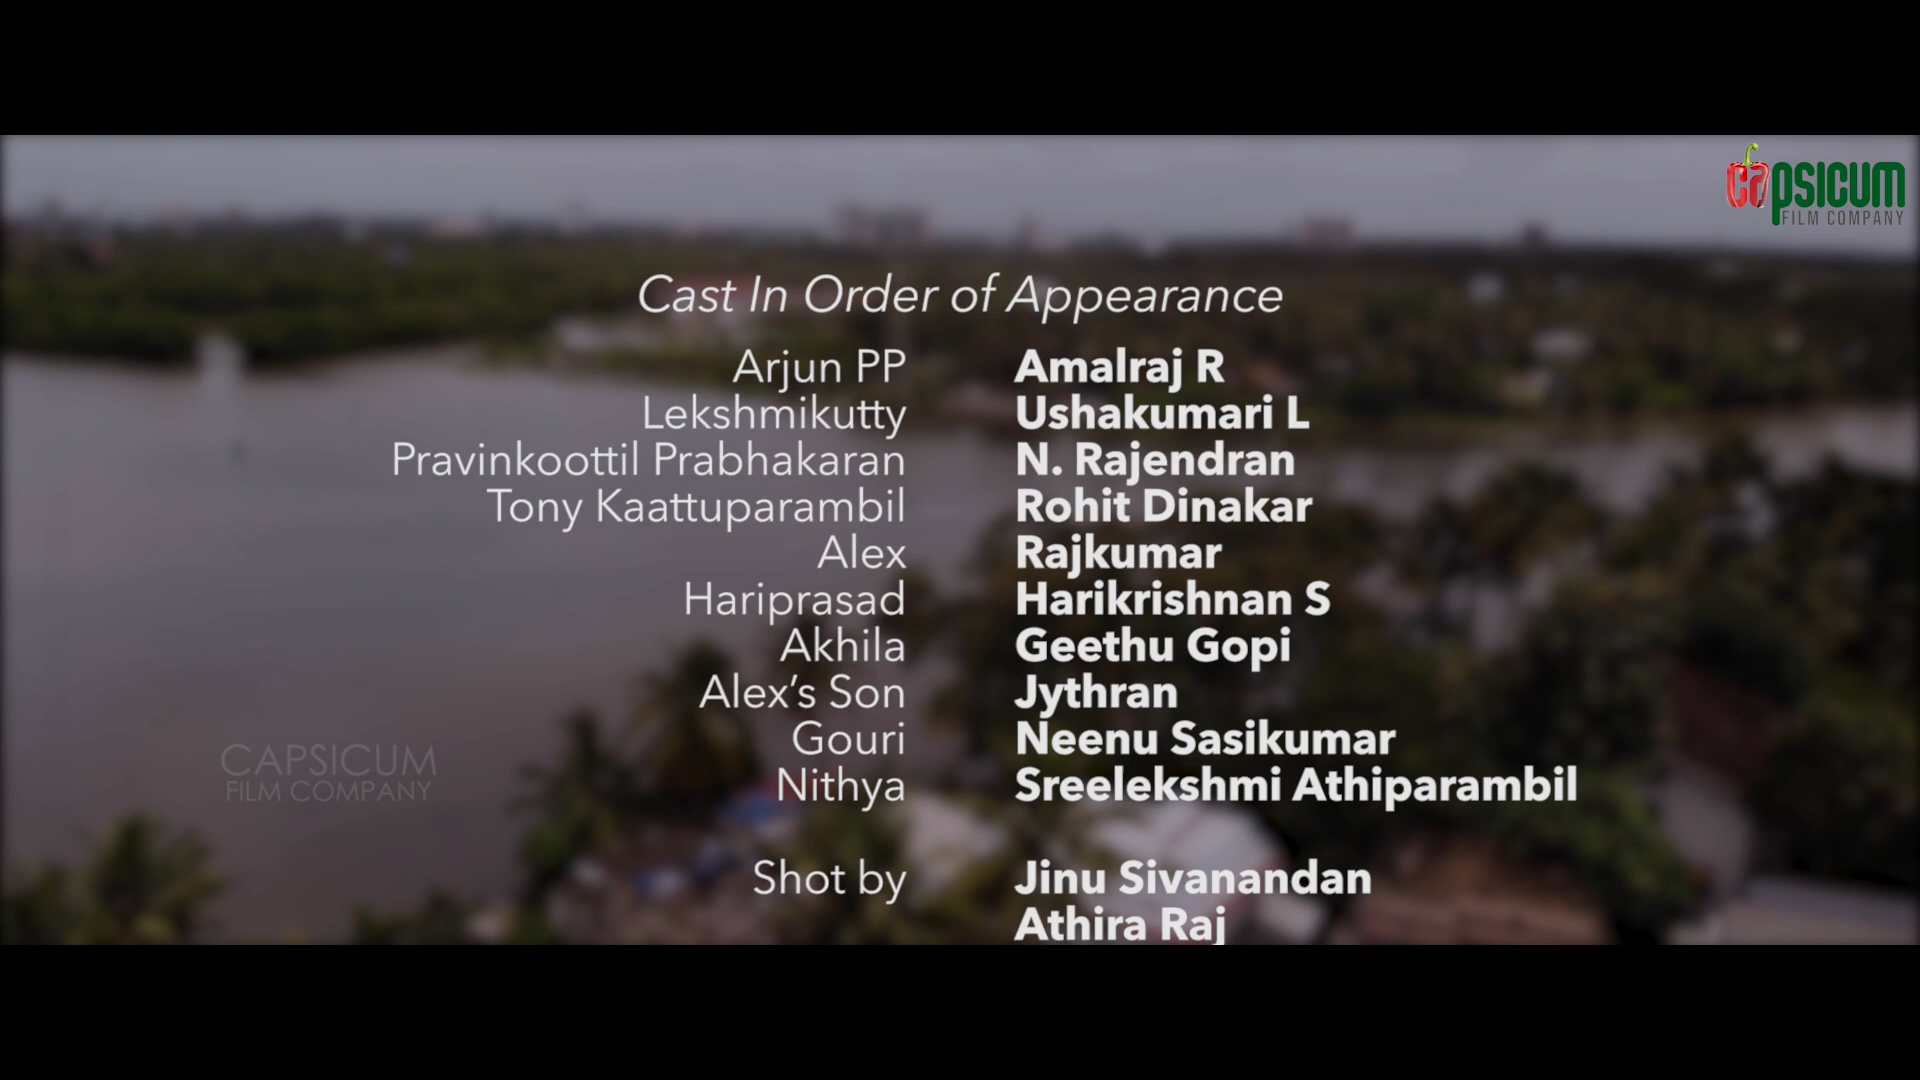 Capsicum
FILM COMPANY
Cast In Order of Appearance
Arjun PP Amalraj R
Lekshmikutty Ushakumari L
Pravinkoottil Prabhakaran N. Rajendran
Tony Kaattuparambil Rohit Dinakar
Alex Rajkumar
Hariprasad Harikrishnan S
Akhila Geethu Gopi
Alex’s Son Jythran
Gouri Neenu Sasikumar
Nithya Sreelekshmi Athiparambil
CAPSICUM
FILM COMPANY
Shot by Jinu Sivanandan
Athira Raj